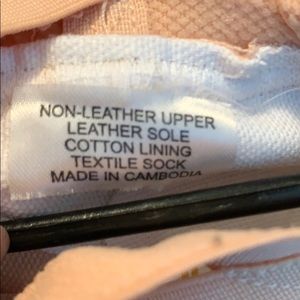 NON-LEATHER UPPER
LEATHER SOLE
COTTON LINING
TEXTILE SOCK
MADE IN CAMBODIA